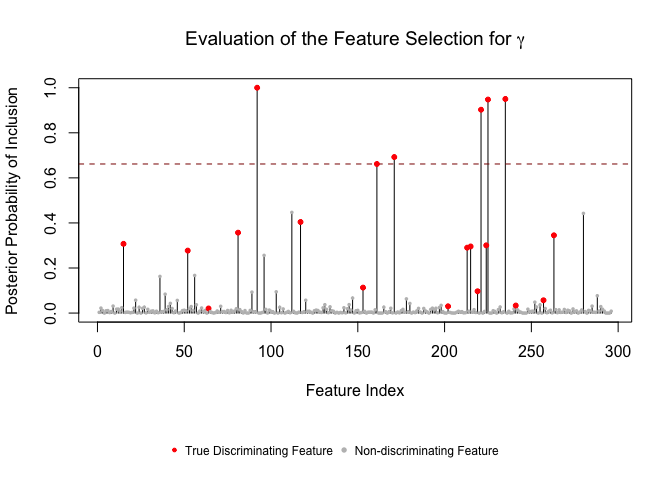 Evaluation of the Feature Selection for γ
Posterior Probability of Inclusion
1.0
0.8
0.6
0.4
0.2
0.0
0 50 100 150 200 250 300
Feature Index
True Discriminating Feature Non-discriminating Feature